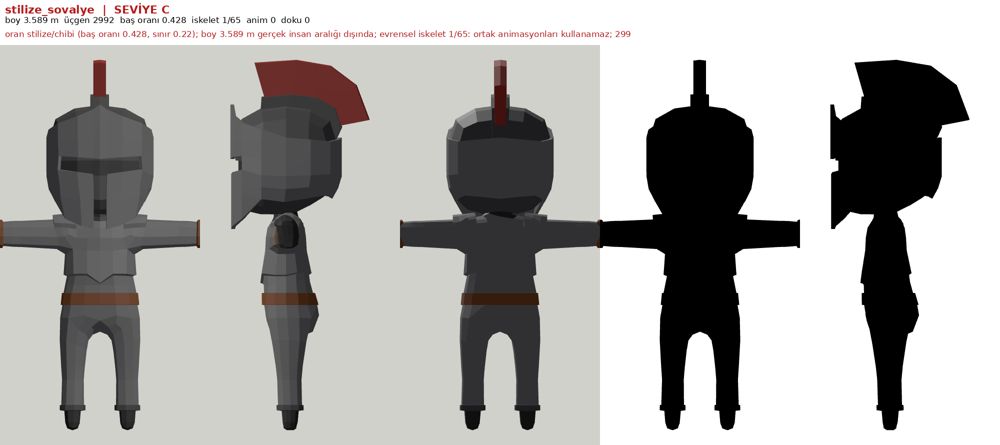 stilize_sovalye | SEVİYE C
boy 3.589 m üçgen 2992 baş oranı 0.428 iskelet 1/65 anim 0 doku 0
oran stilize/chibi (baş oranı 0.428, sınır 0.22); boy 3.589 m gerçek insan aralığı dışında; evrensel iskelet 1/65: ortak animasyonları kullanamaz; 299